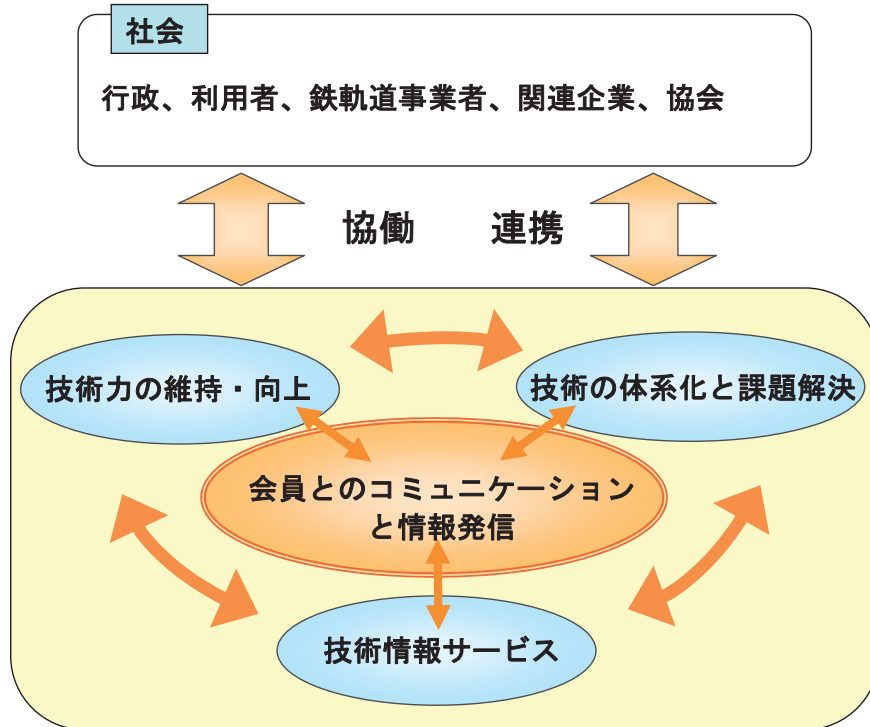 社会
行政、利用者、鉄軌道事業者、関連企業、協会
協働 連携
技術力の維持・向上
技術の体系化と課題解決
会員とのコミュニケーション
と情報発信
技術情報サービス